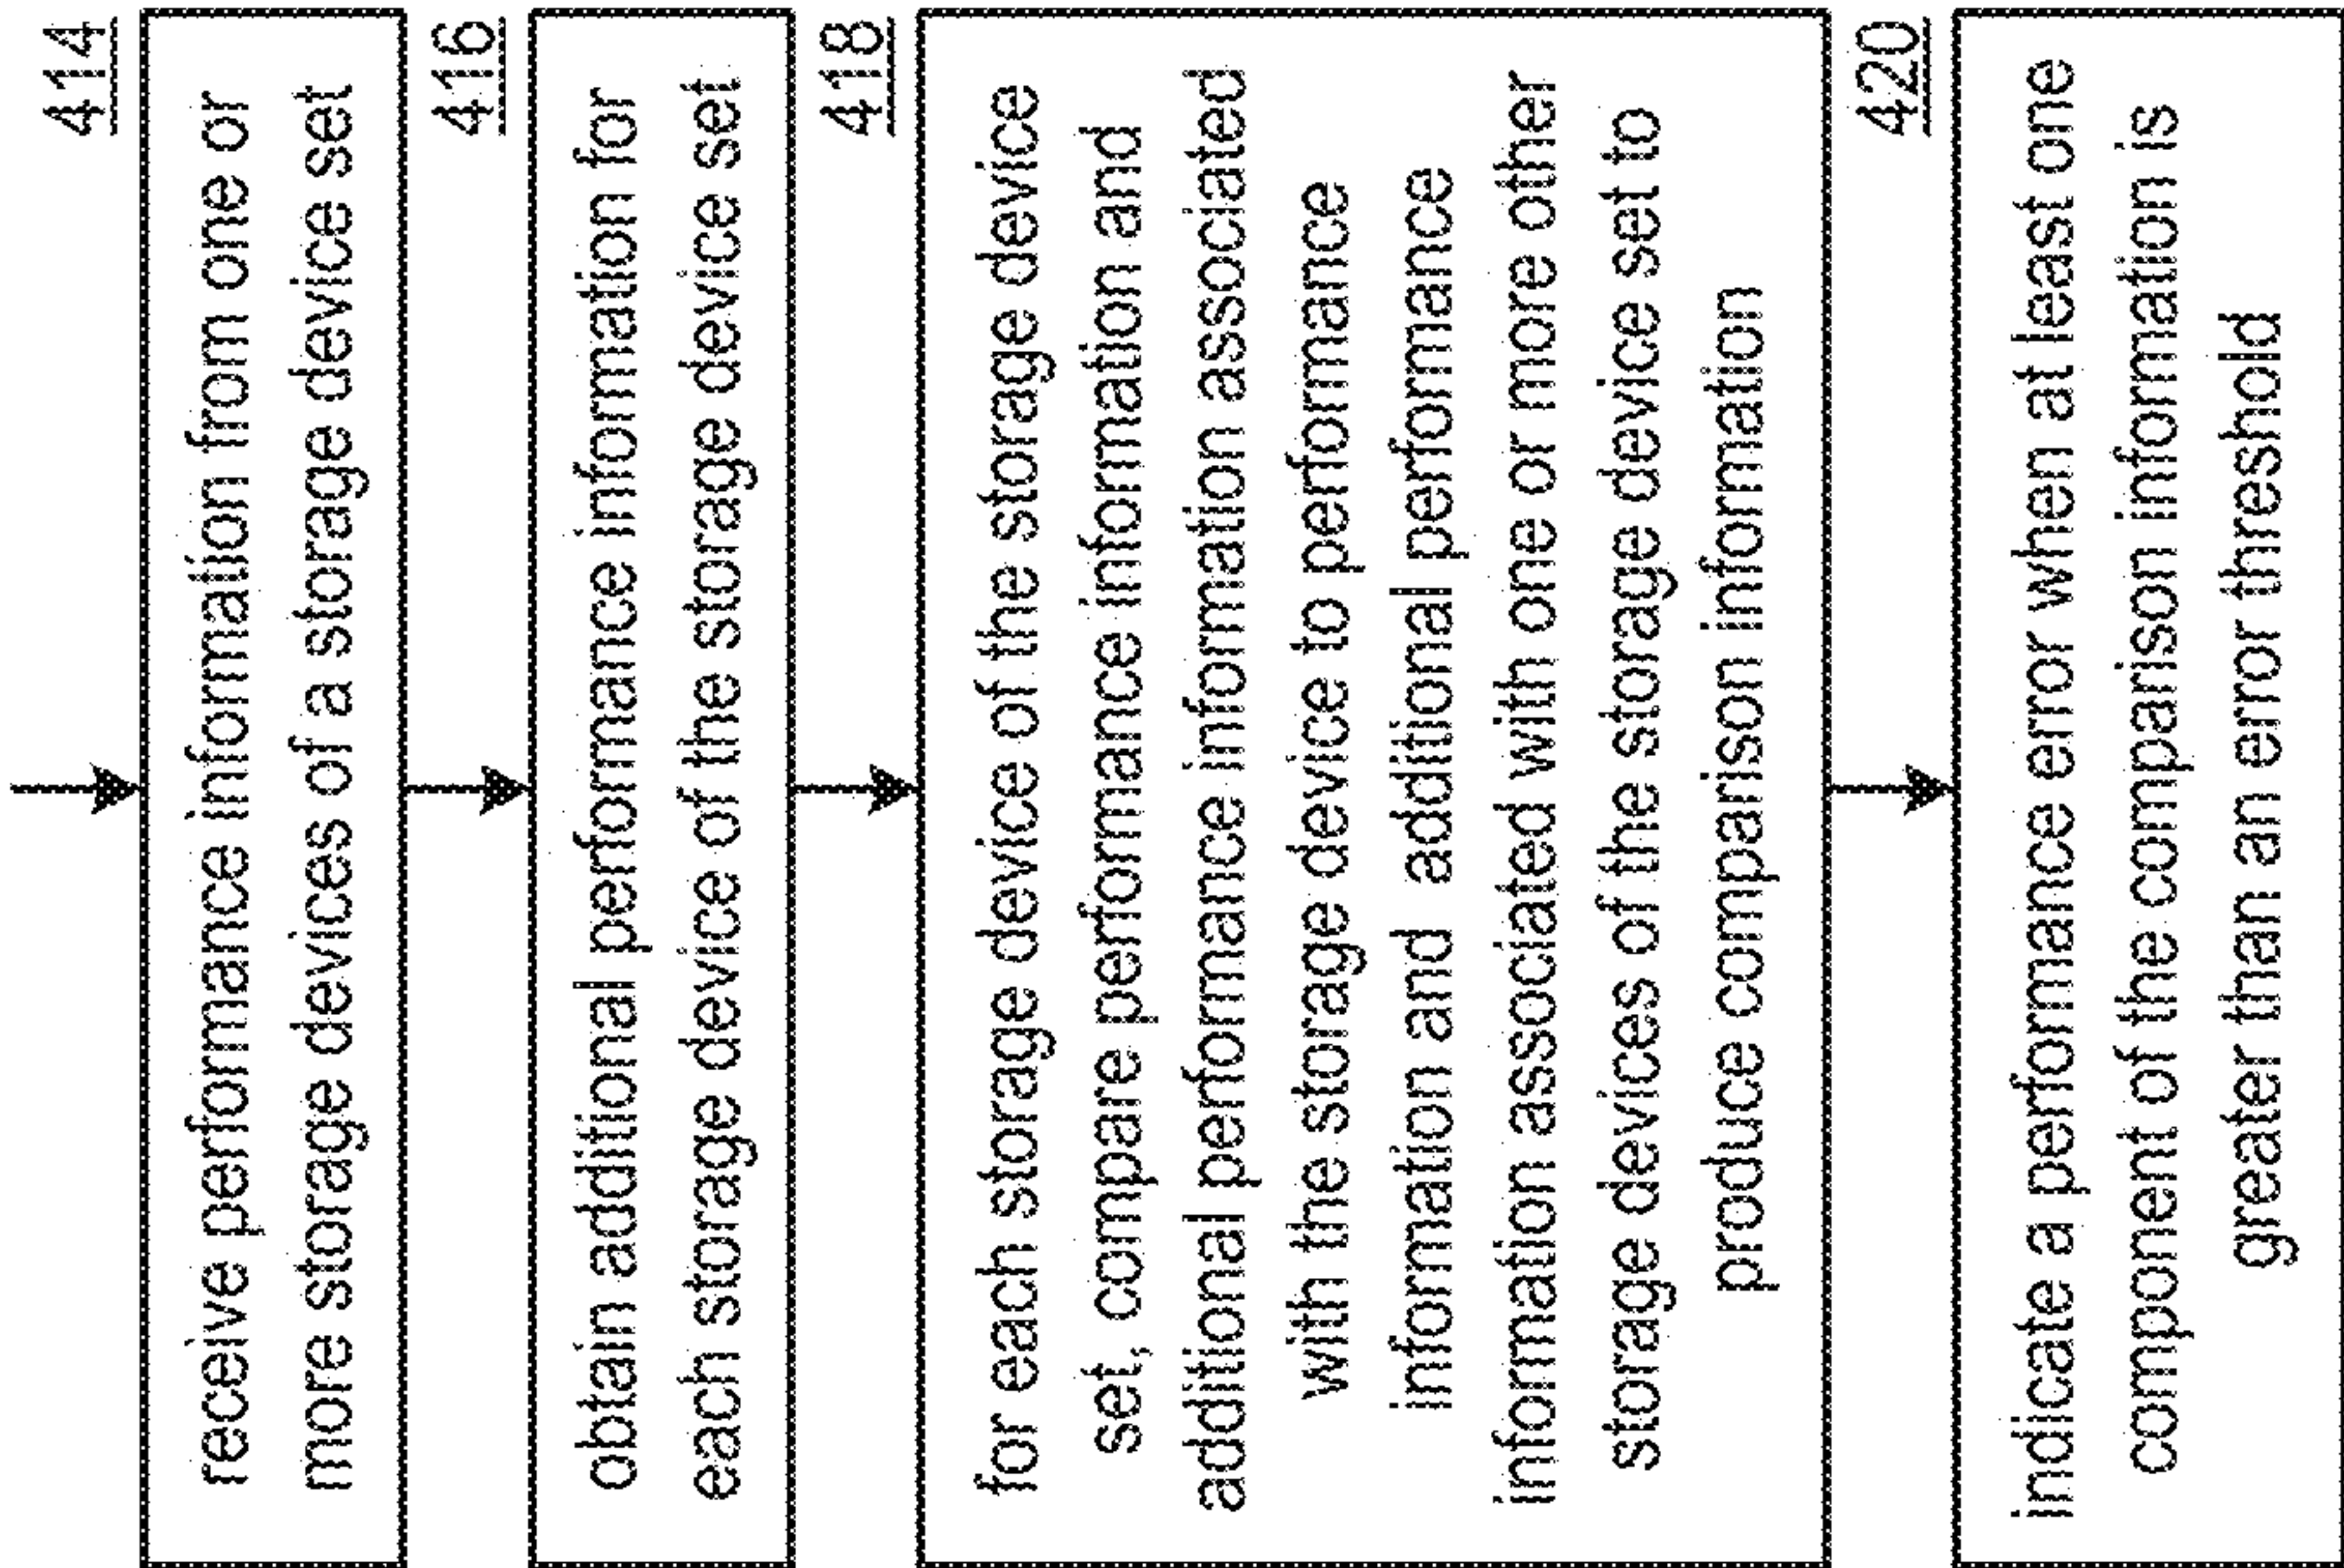 414
receive performance information from one or
more storage devices of a storage device set
416
obtain additional performance information for
each storage device of the storage device set
418
for each storage device of the storage device
set, compare performance information and
additional performance information associated
with the storage device to performance
information and additional performance
information associated with one or more other
storage devices of the storage device set to
produce comparison information
420
indicate a performance error when at least one
component of the comparison information is
greater than an error threshold